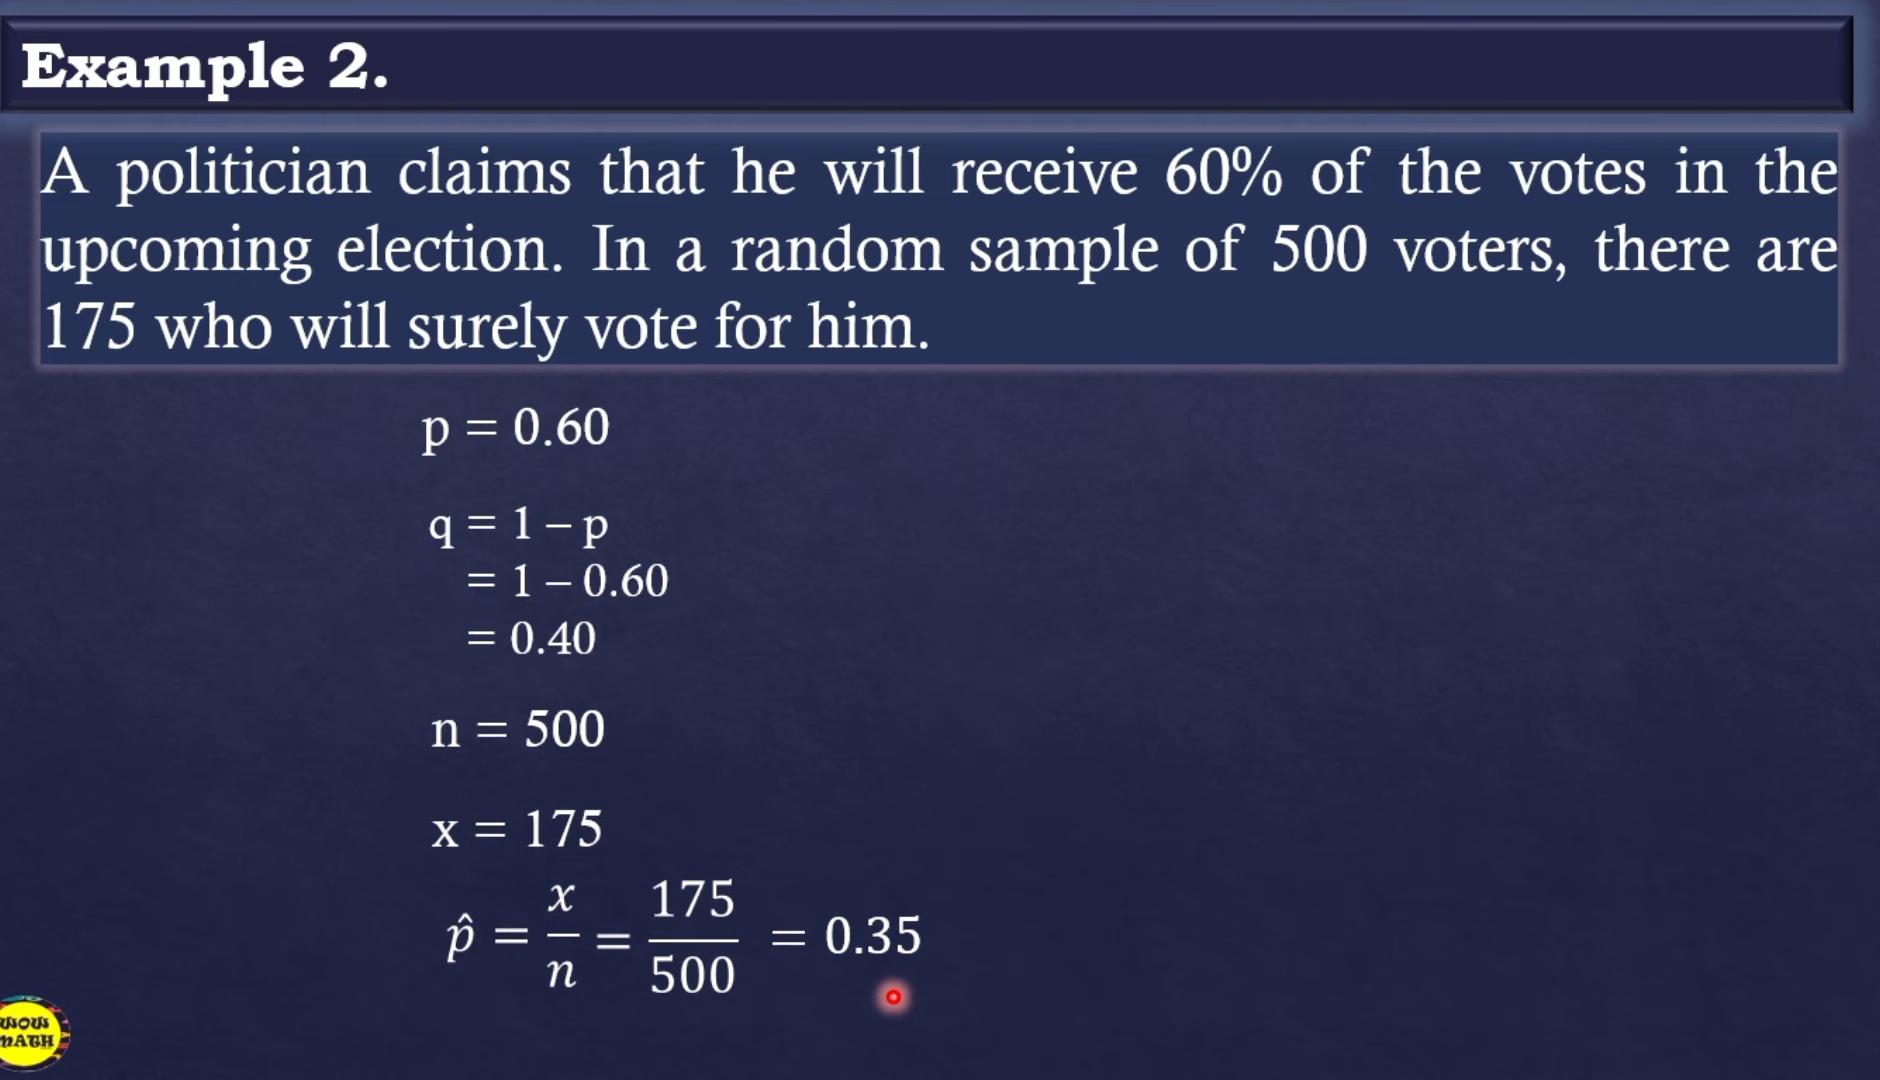 Example 2.
A politician claims that he will receive 60% of the votes in the
upcoming election. In a random sample of 500 voters, there are
175 who will surely vote for him.
p = 0.60
q = 1 – p
= 1 – 0.60
= 0.40
n = 500
x = 175
p̂ = x/n = 175/500 = 0.35
WOW
MATH